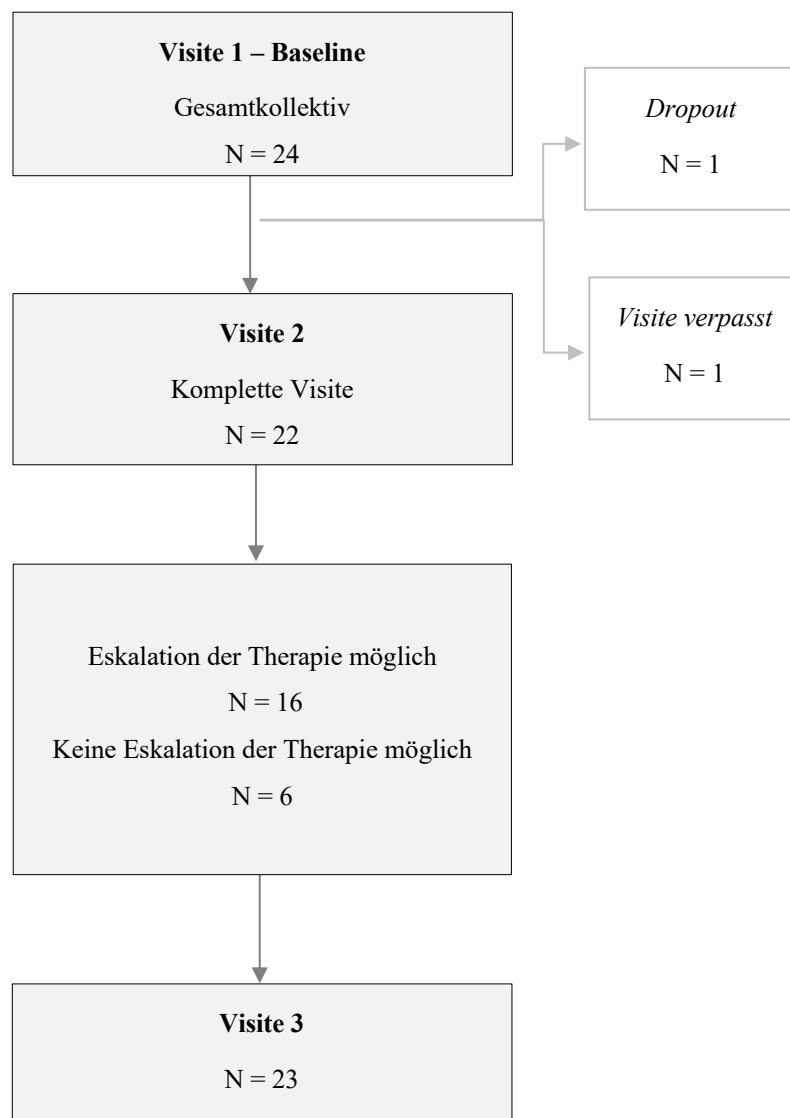 Visite 1 – Baseline
Gesamtkollektiv
N = 24
Dropout
N = 1
Visite verpasst
N = 1
Visite 2
Komplette Visite
N = 22
Eskalation der Therapie möglich
N = 16
Keine Eskalation der Therapie möglich
N = 6
Visite 3
N = 23